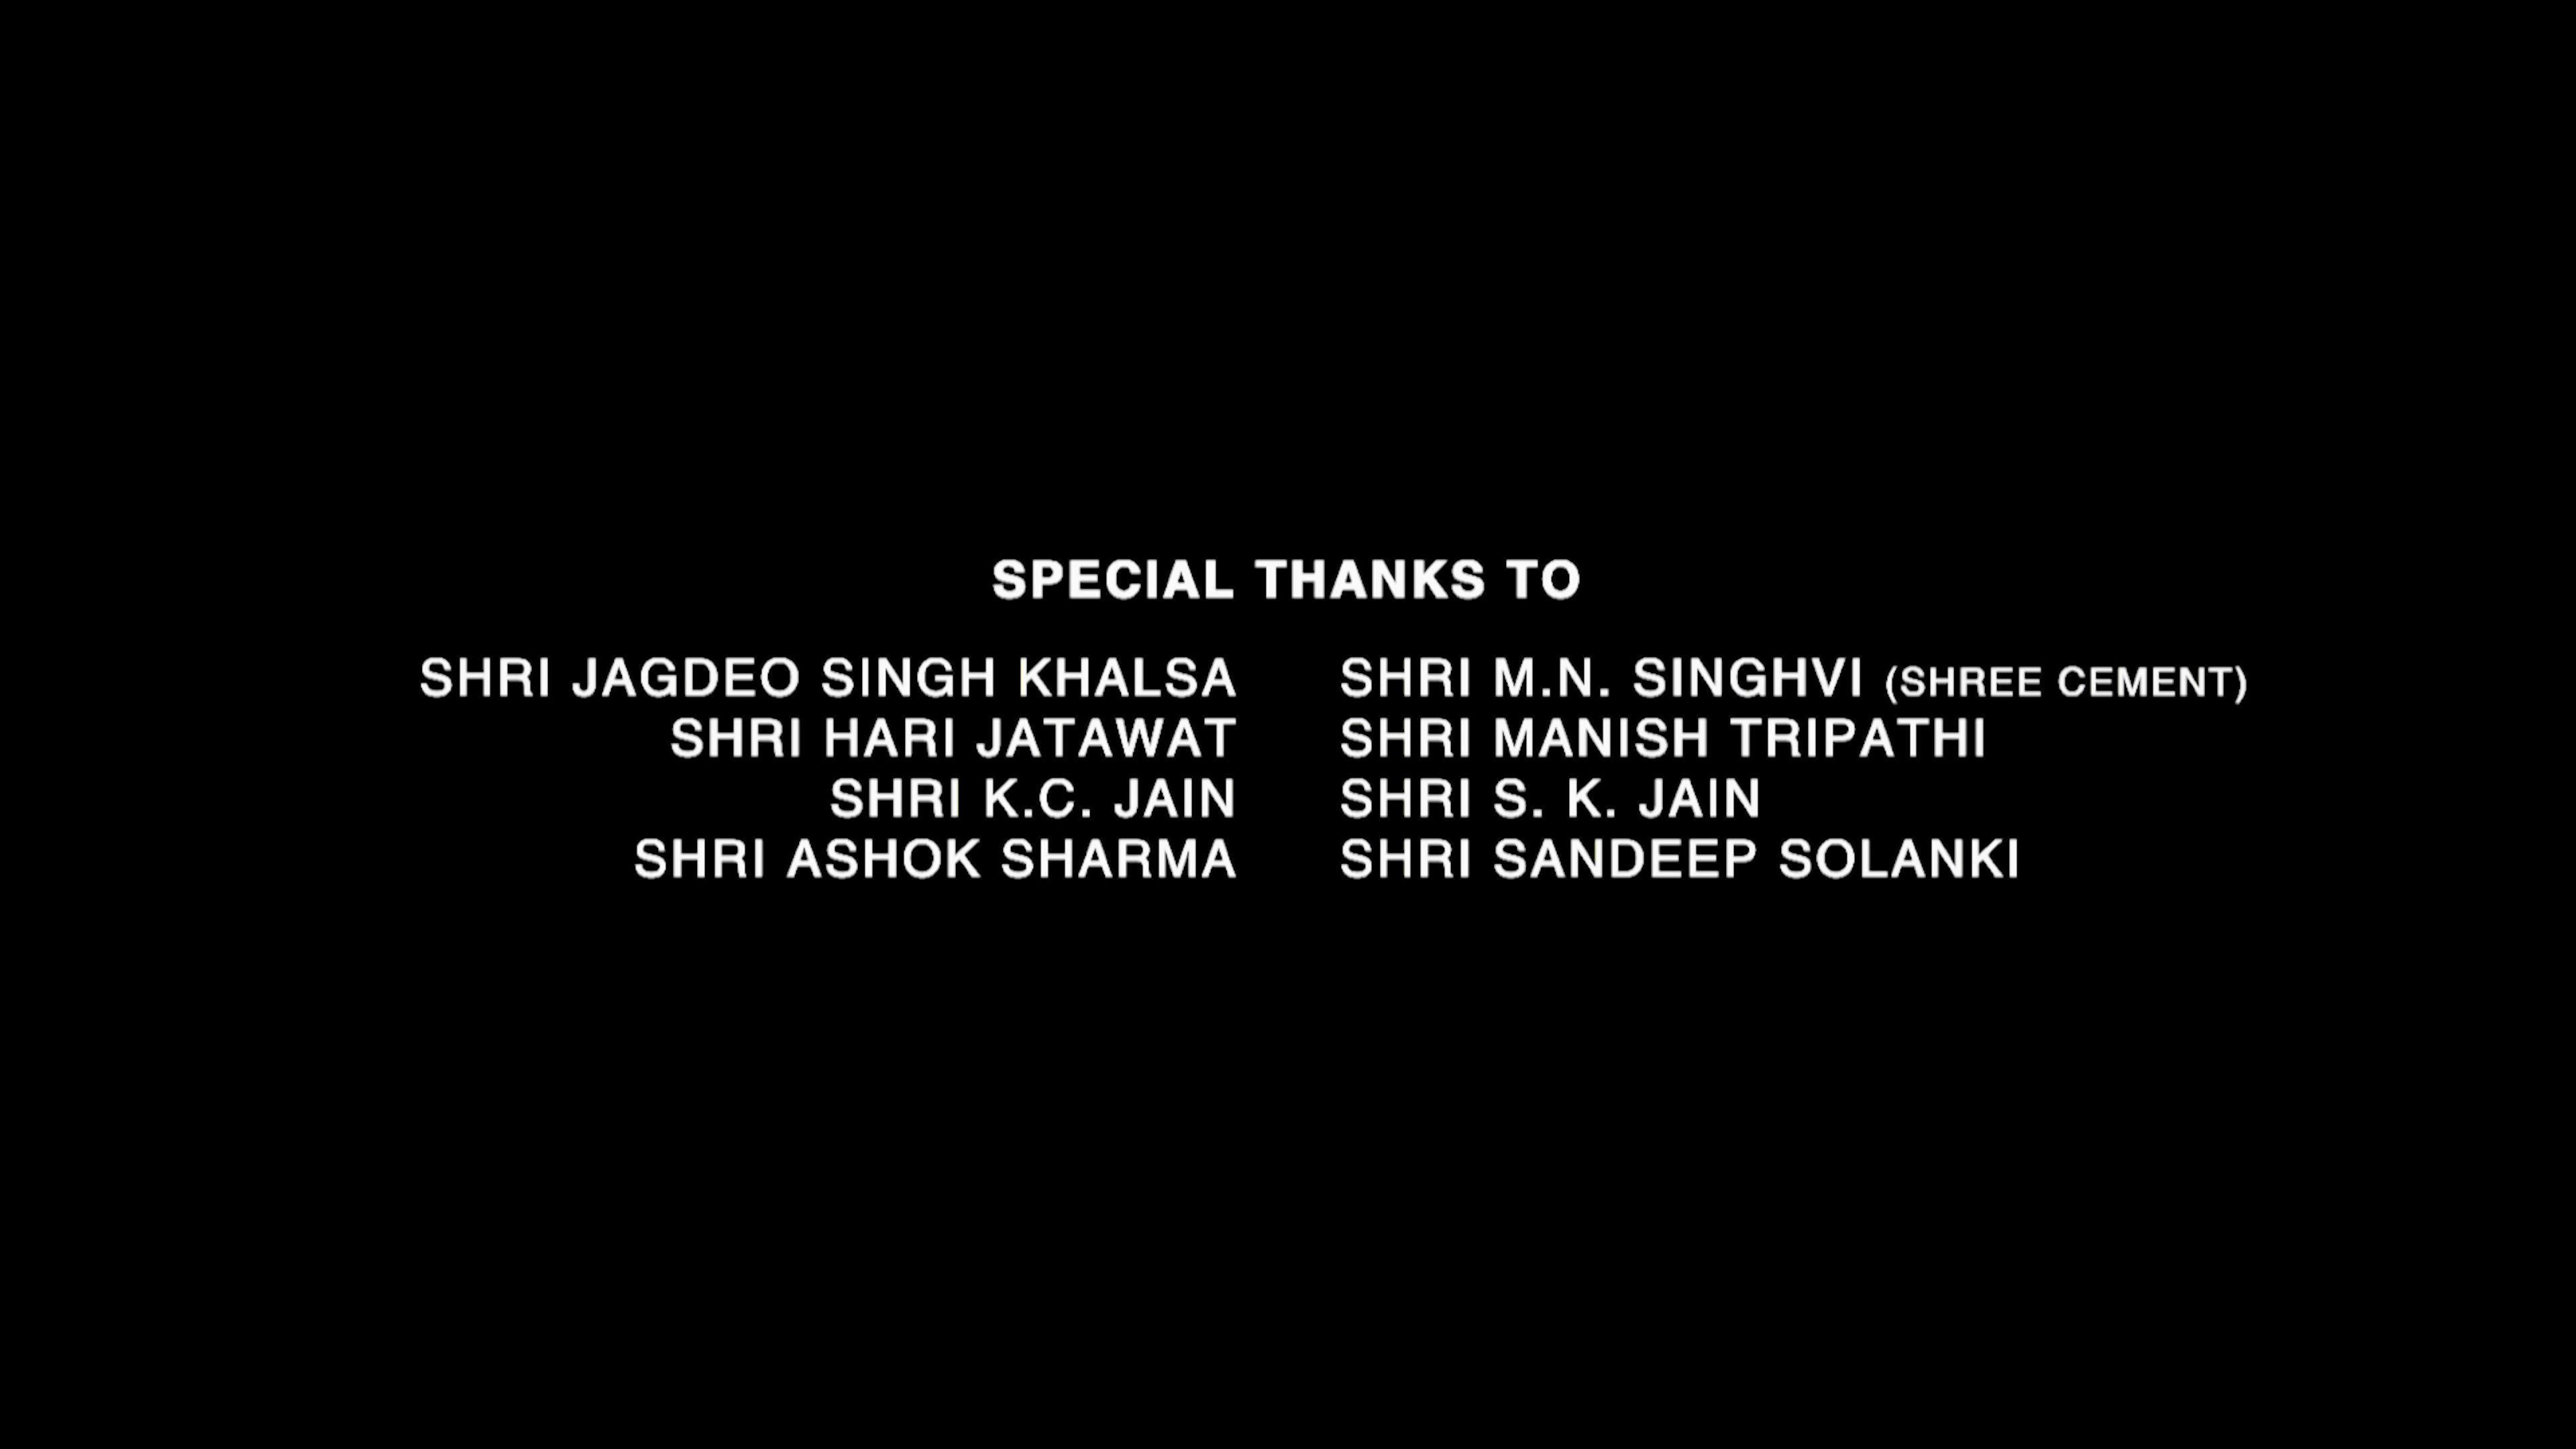 SPECIAL THANKS TO
SHRI JAGDEO SINGH KHALSA SHRI M.N. SINGHVI (SHREE CEMENT)
SHRI HARI JATAWAT SHRI MANISH TRIPATHI
SHRI K.C. JAIN SHRI S. K. JAIN
SHRI ASHOK SHARMA SHRI SANDEEP SOLANKI